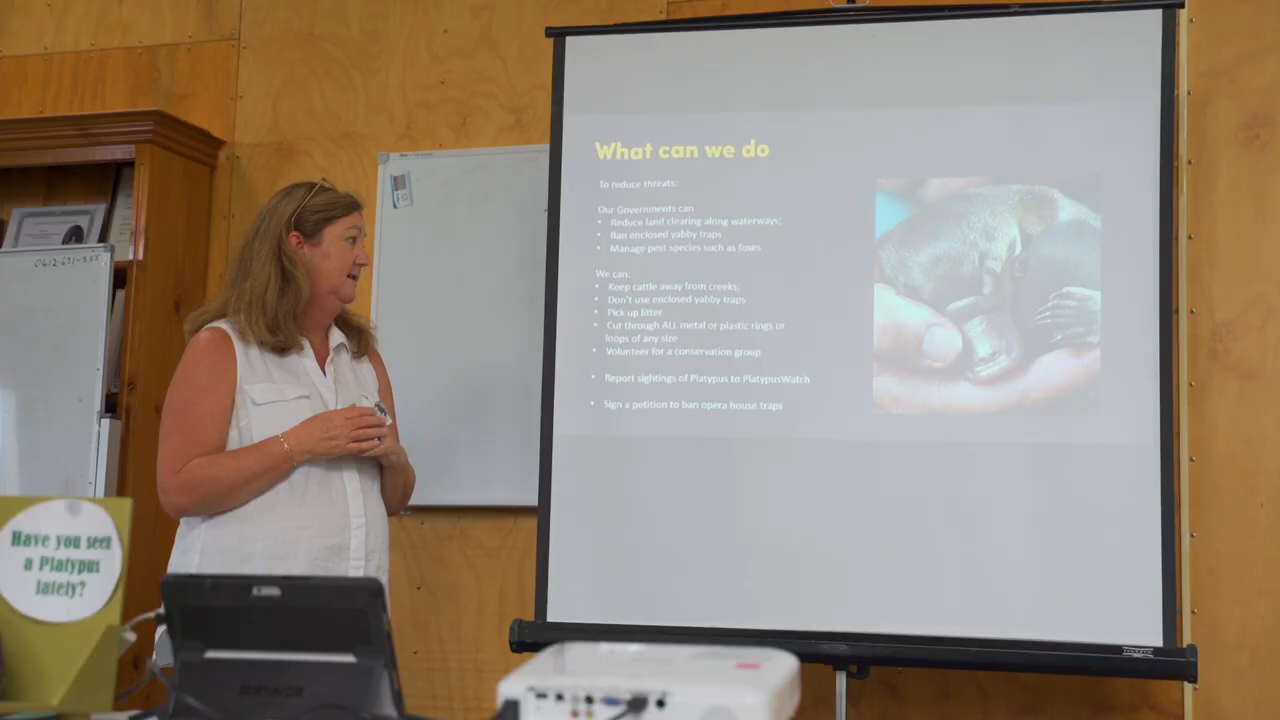 What can we do
To reduce threats:
Our Governments can
• Reduce land clearing along waterways;
• Ban enclosed yabby traps
• Manage pest species such as foxes
We can:
• Keep cattle away from creeks;
• Don't use enclosed yabby traps
• Pick up litter
• Cut through ALL metal or plastic rings or
loops of any size
• Volunteer for a conservation group
• Report sightings of Platypus to PlatypusWatch
• Sign a petition to ban opera house traps
Have you seen
a Platypus
lately?